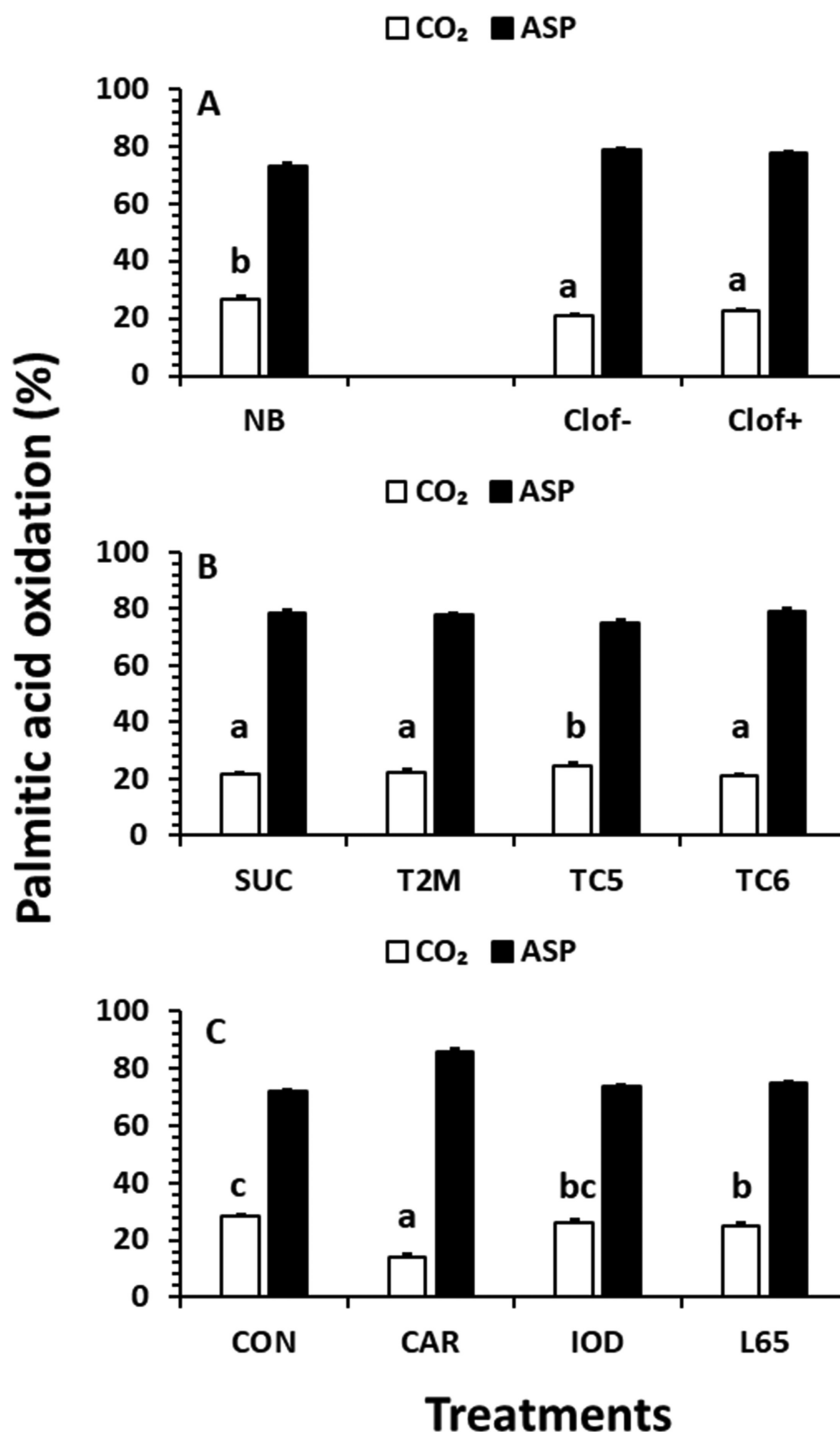 CO₂ ASP
A
100
80
60
40
20
0
b
a
a
NB Clof- Clof+
CO₂ ASP
B
100
80
60
40
20
0
a a b a
SUC T2M TC5 TC6
CO₂ ASP
C
100
80
60
40
20
0
c a bc b
CON CAR IOD L65
Palmitic acid oxidation (%)
Treatments